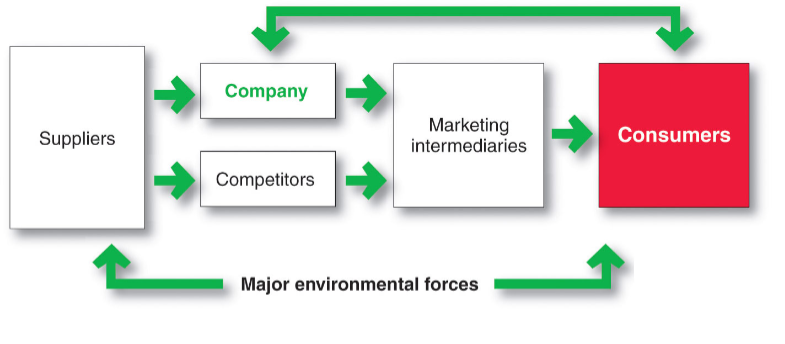 Suppliers
Company
Competitors
Marketing
intermediaries
Consumers
Major environmental forces